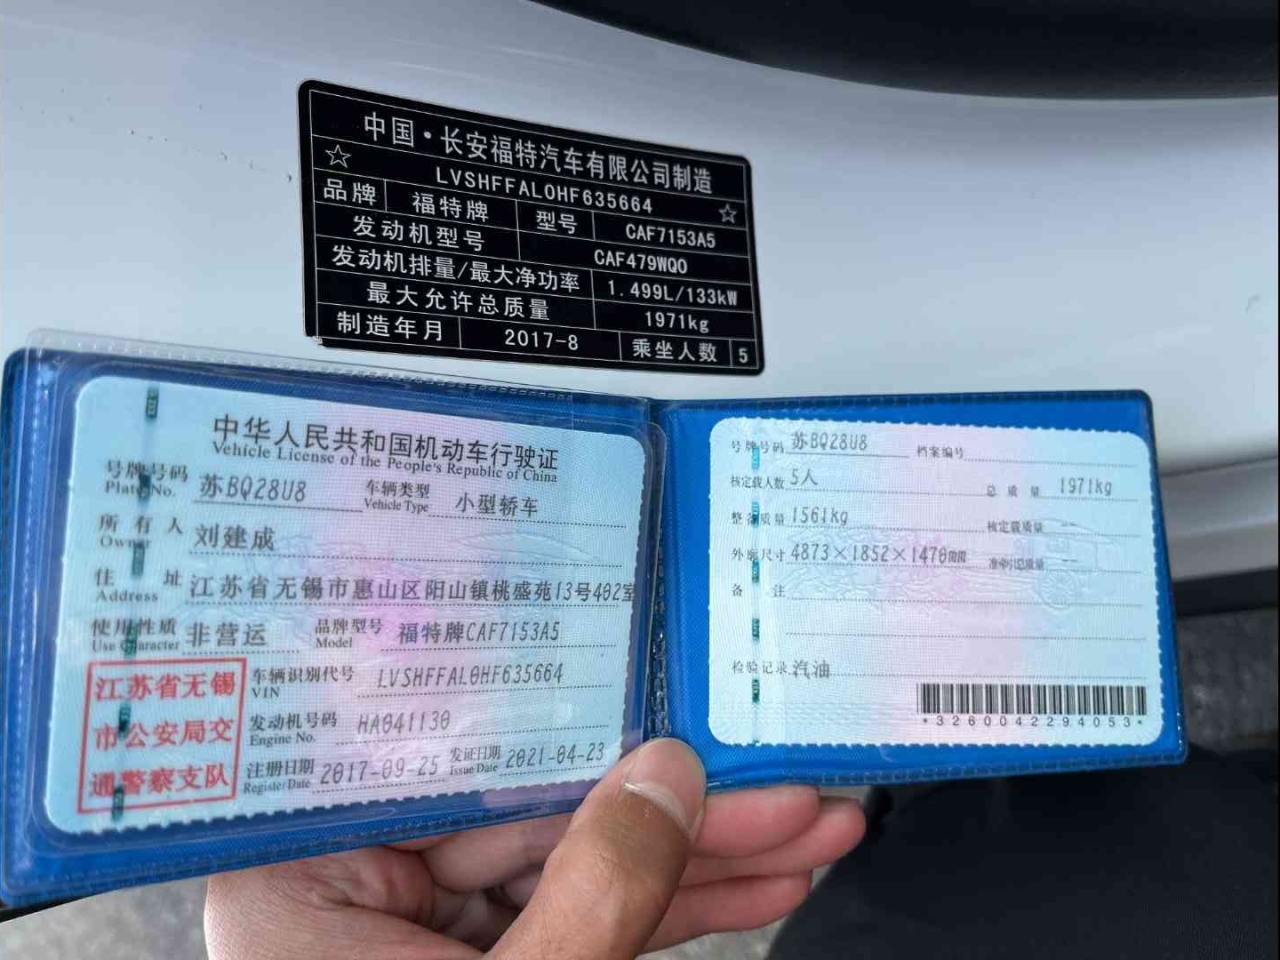 中国·长安福特汽车有限公司制造
☆ LVSHFFAL0HF635664 ☆
品牌 福特牌 型号 CAF7153A5
发动机型号 CAF479WQ0
发动机排量/最大净功率 1.499L/133kW
最大允许总质量 1971kg
制造年月 2017-8 乘坐人数 5
中华人民共和国机动车行驶证
Vehicle License of the People's Republic of China
号牌号码 苏BQ28U8 车辆类型 小型轿车
Plate No. Vehicle Type
所有人 刘建成
Owner
住址 江苏省无锡市惠山区阳山镇桃盛苑13号402室
Address
使用性质 非营运 品牌型号 福特牌CAF7153A5
Use Character Model
江苏省无锡
市公安局交
通警察支队
车辆识别代号 LVSHFFAL0HF635664
VIN
发动机号码 HA041130
Engine No.
注册日期 2017-09-25 发证日期 2021-04-23
Register Date Issue Date
号牌号码 苏BQ28U8 档案编号
核定载人数 5人 总质量 1971kg
整备质量 1561kg 核定载质量 --
外廓尺寸 4873×1852×1470mm 准牵引总质量 --
备注
检验记录 汽油
*3260042294053*